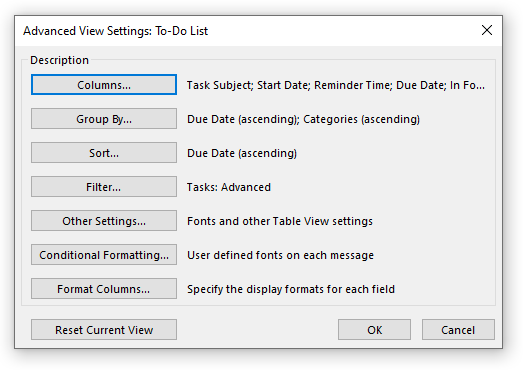 Advanced View Settings: To-Do List
Description
Columns... Task Subject; Start Date; Reminder Time; Due Date; In Fo...
Group By... Due Date (ascending); Categories (ascending)
Sort... Due Date (ascending)
Filter... Tasks: Advanced
Other Settings... Fonts and other Table View settings
Conditional Formatting... User defined fonts on each message
Format Columns... Specify the display formats for each field
Reset Current View OK Cancel